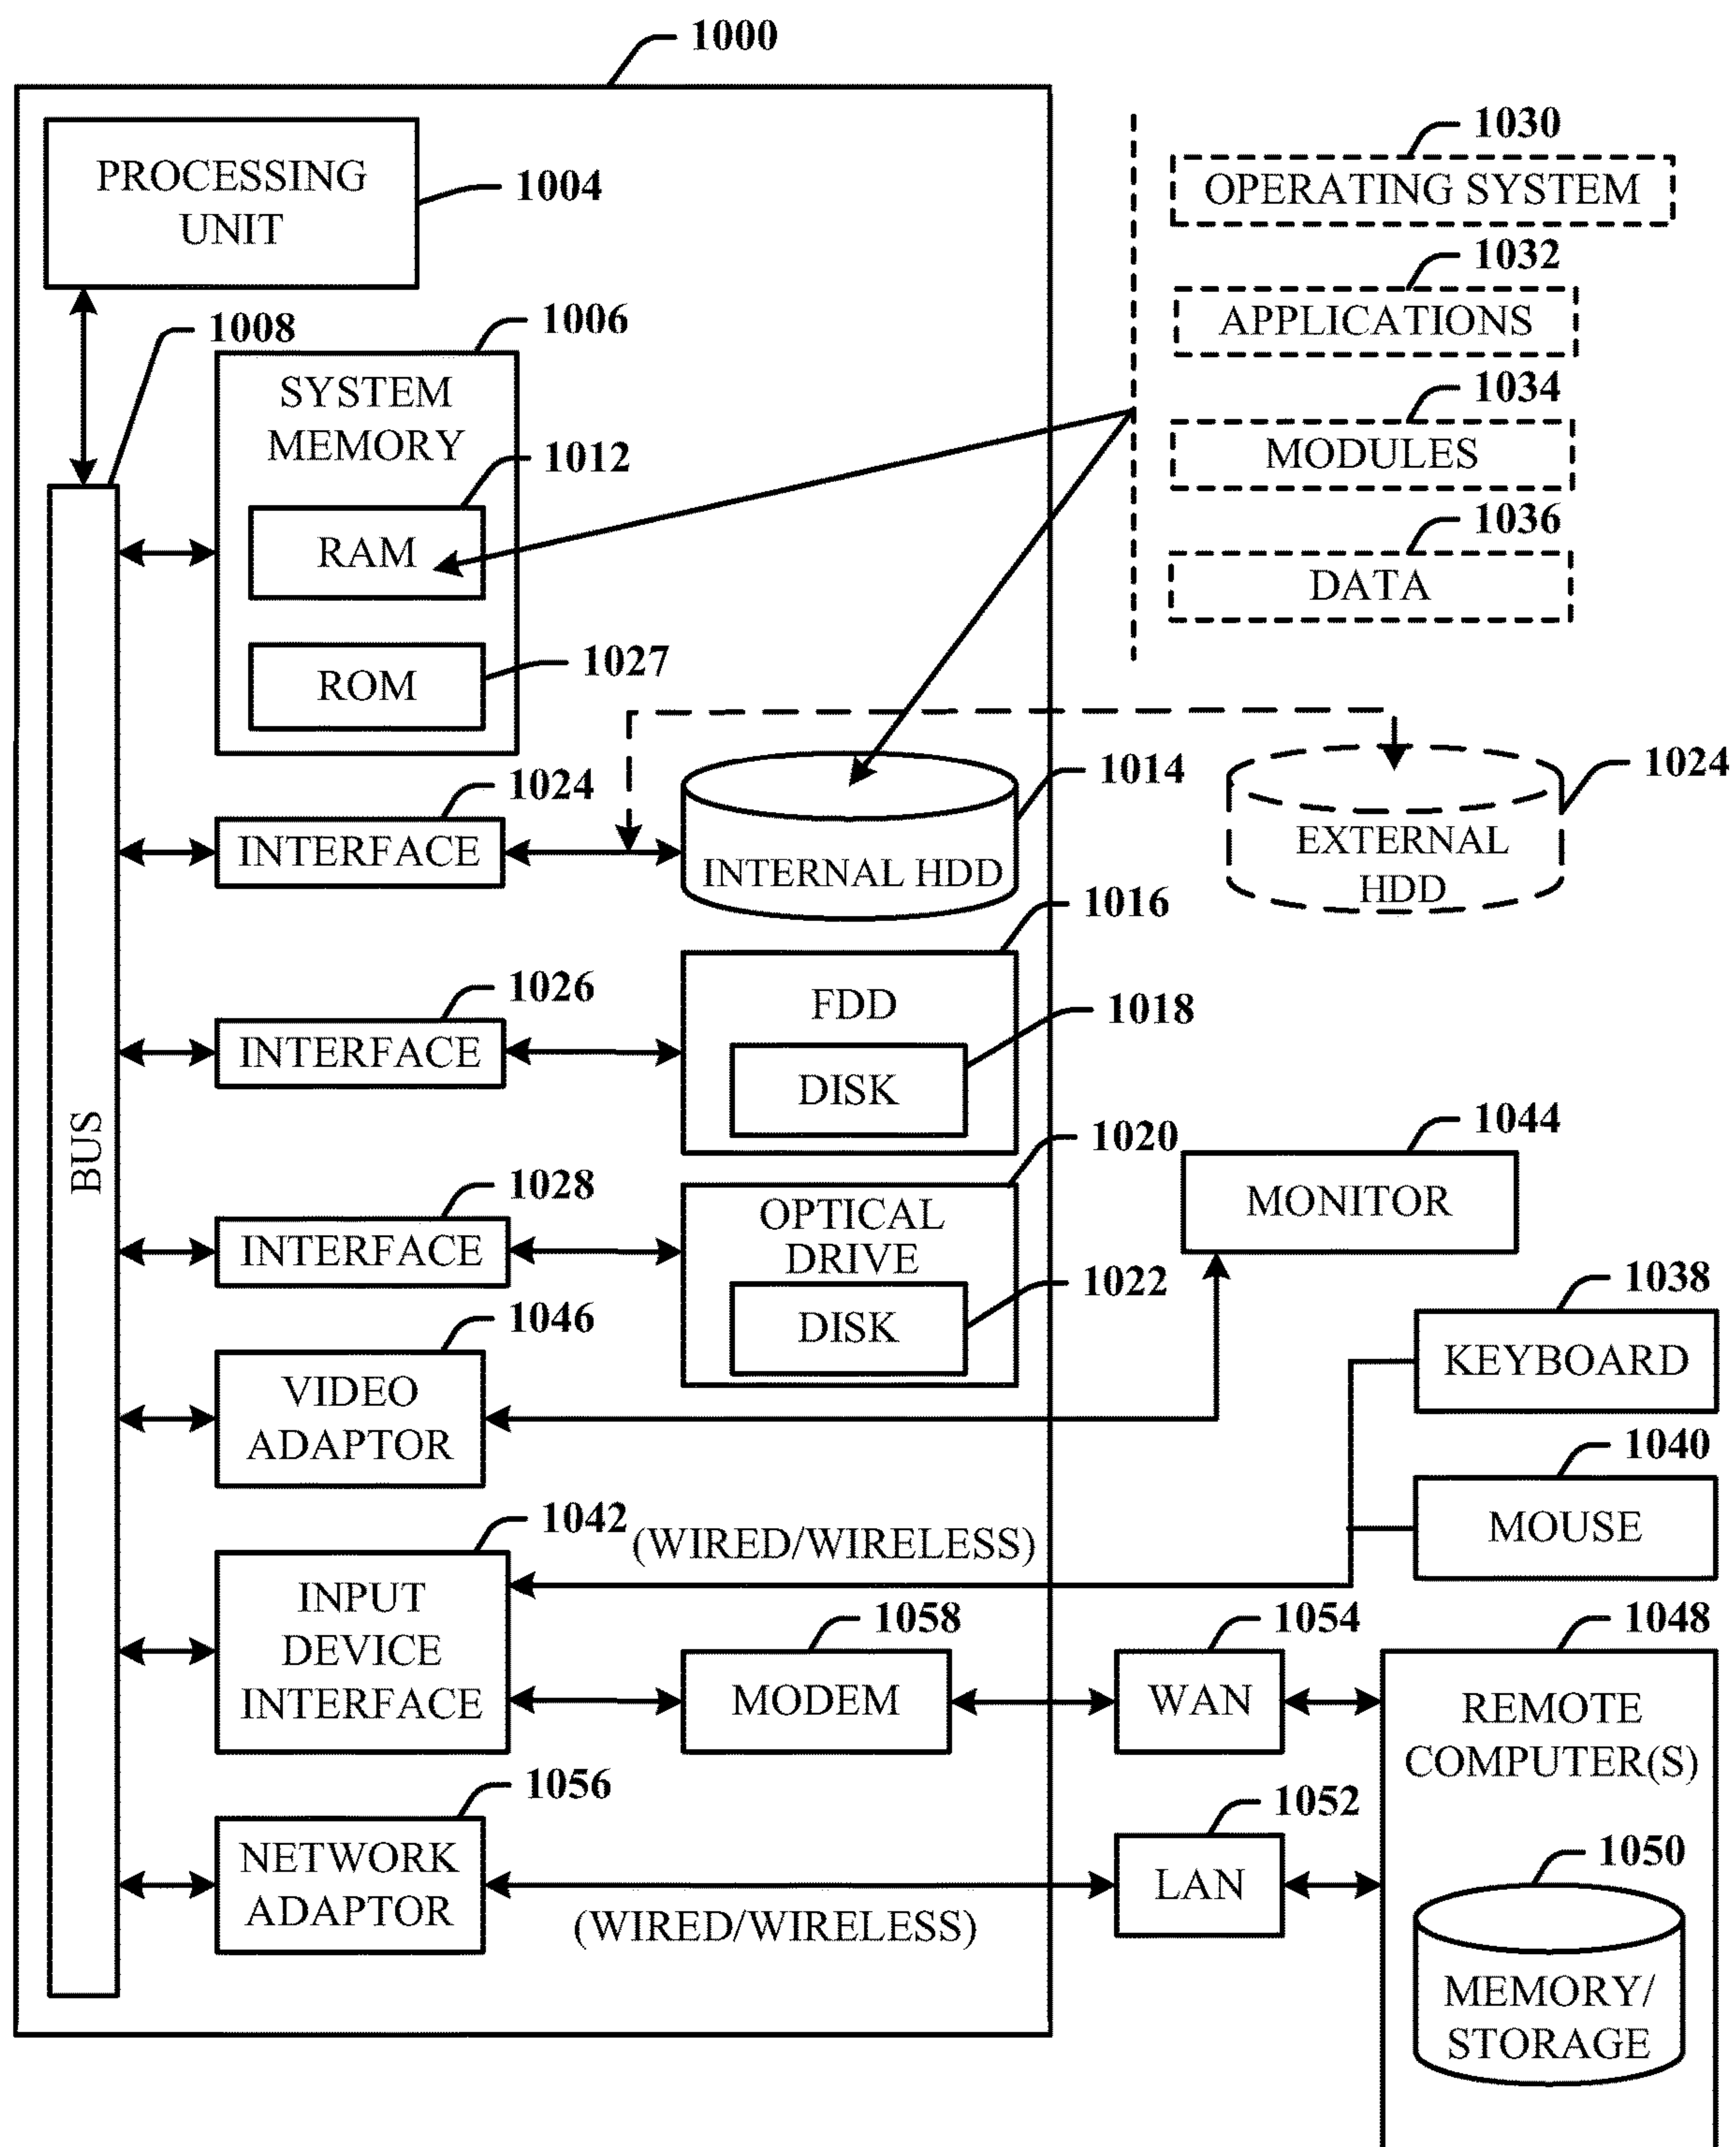 1000
PROCESSING
UNIT
1004
1030
OPERATING SYSTEM
1032
APPLICATIONS
1034
MODULES
1036
DATA
1008
1006
SYSTEM
MEMORY
1012
RAM
1027
ROM
BUS
1024
INTERFACE
1014
INTERNAL HDD
1024
EXTERNAL
HDD
1026
INTERFACE
1016
FDD
1018
DISK
1028
INTERFACE
1020
OPTICAL
DRIVE
1022
DISK
1044
MONITOR
1046
VIDEO
ADAPTOR
1038
KEYBOARD
1040
MOUSE
1042
(WIRED/WIRELESS)
INPUT
DEVICE
INTERFACE
1058
MODEM
1054
WAN
1048
REMOTE
COMPUTER(S)
1056
NETWORK
ADAPTOR
(WIRED/WIRELESS)
1052
LAN
1050
MEMORY/
STORAGE